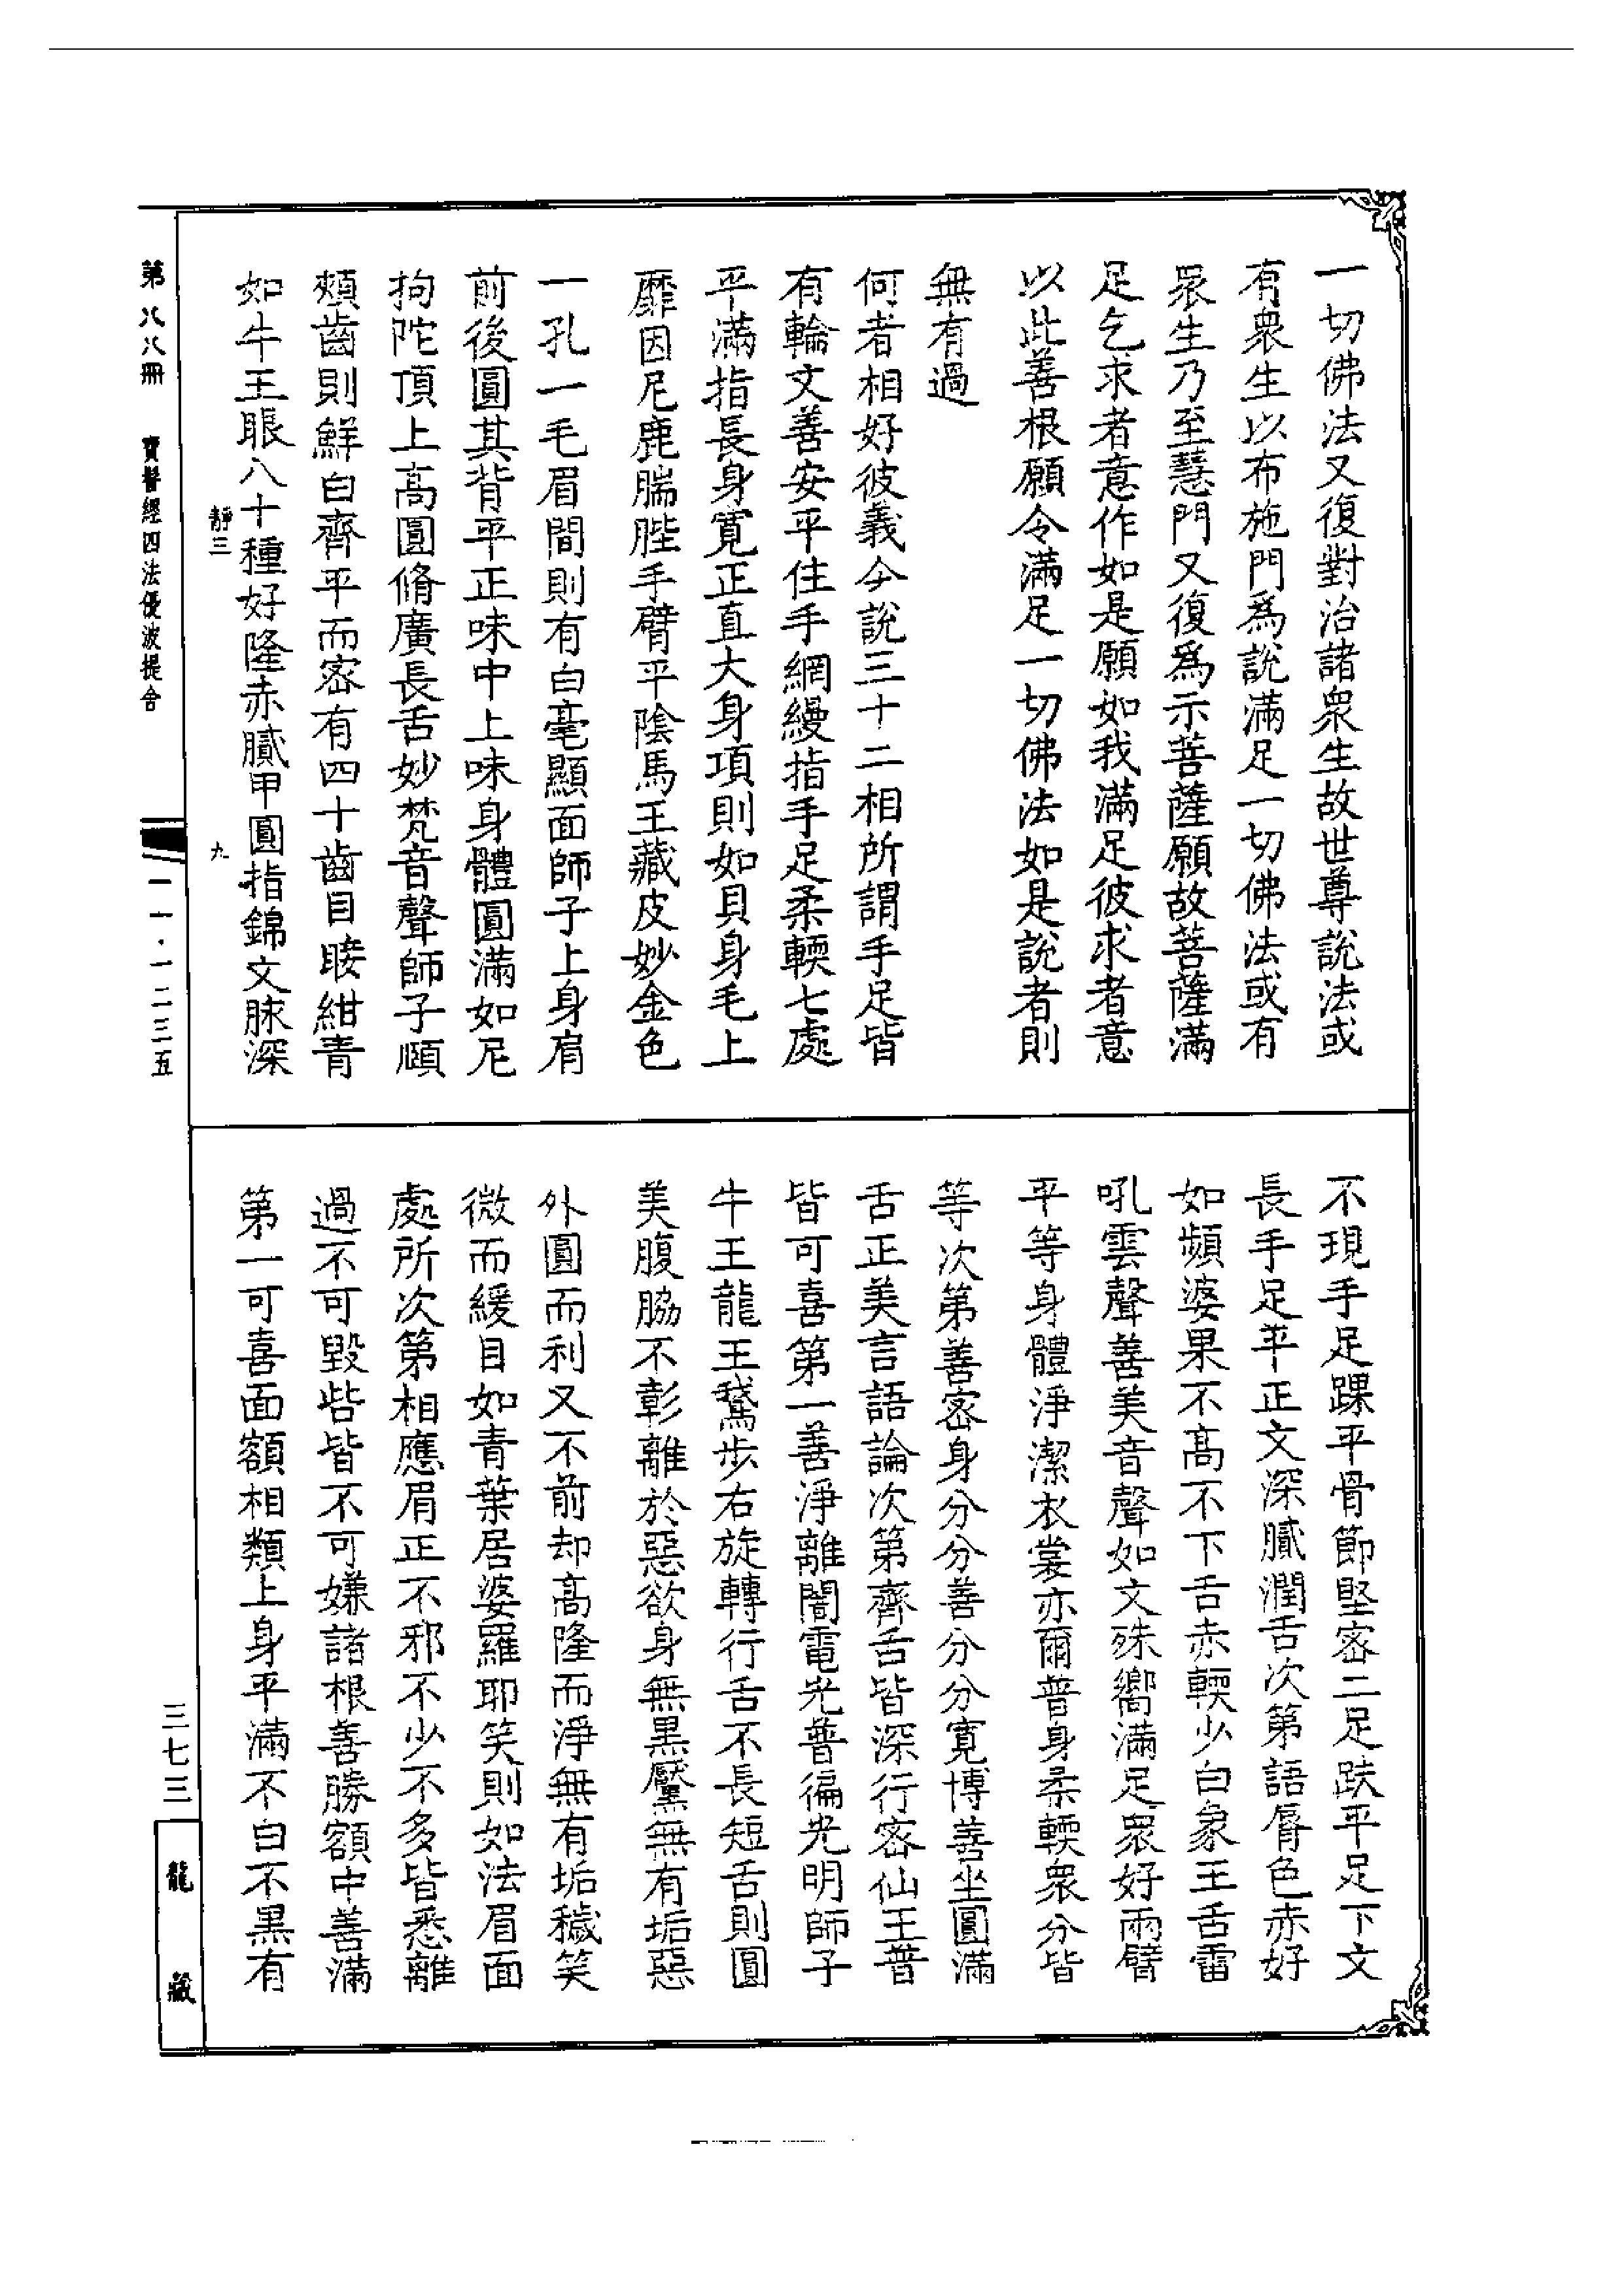 一切佛法又復對治諸衆生故世尊說法或
有衆生以布施門爲說滿足一切佛法或有
衆生乃至慧門又復爲示菩薩願故菩薩滿
足乞求者意作如是願如我滿足彼求者意
以此善根願令滿足一切佛法如是說者則
無有過
何者相好彼義今說三十二相所謂手足皆
有輪文善安平住手網縵指手足柔輭七處
平滿指長身寬正直大身項則如貝身毛上
靡因尼鹿腨髀手臂平陰馬王藏皮妙金色
一孔一毛眉間則有白毫顯面師子上身肩
前後圓其背平正味中上味身體圓滿如尼
拘陀頂上高圓脩廣長舌妙梵音聲師子頤
頰齒則鮮白齊平而密有四十齒目睫紺青
如牛王眼八十種好隆赤膩甲圓指錦文脉深
不現手足踝平骨節堅密二足趺平足下文
長手足平正文深膩潤舌次第語脣色赤好
如頻婆果不高不下舌赤輭少白象王舌雷
吼雲聲善美音聲如文殊嚮滿足衆好兩臂
平等身體淨潔衣裳亦爾普身柔輭衆分皆
等次第善密身分分善分分寬博善坐圓滿
舌正美言語論次第齊舌皆深行密仙王普
皆可喜第一善淨離闇電光普徧光明師子
牛王龍王鵞步右旋轉行舌不長短舌則圓
美腹脇不彰離於惡欲身無黑黶無有垢惡
外圓而利又不前却高隆而淨無有垢穢笑
微而緩目如青葉居婆羅耶笑則如法眉面
處所次第相應眉正不邪不少不多皆悉離
過不可毀呰皆不可嫌諸根善勝額中善滿
第一可喜面額相類上身平滿不白不黑有
靜三
九
第八八冊
寶髻經四法優波提舍
一一·一二三五
三七三
龍藏